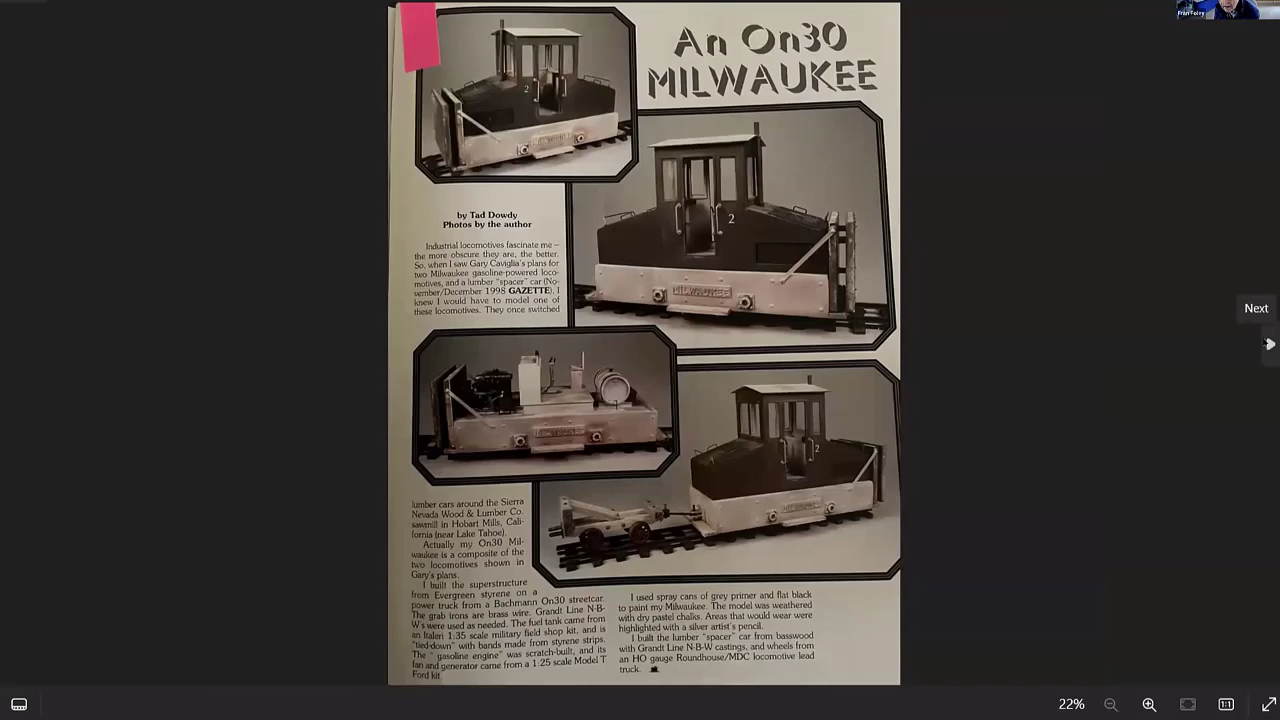 Fran Foley
An On30
MILWAUKEE
by Tad Dowdy
Photos by the author
Industrial locomotives fascinate me –
the more obscure they are, the better.
So, when I saw Gary Caviglia's plans for
two Milwaukee gasoline-powered loco-
motives, and a lumber "spacer" car (No-
vember/December 1998 GAZETTE), I
knew I would have to model one of
these locomotives. They once switched
lumber cars around the Sierra
Nevada Wood & Lumber Co.
sawmill in Hobart Mills, Cali-
fornia (near Lake Tahoe).
Actually my On30 Mil-
waukee is a composite of the
two locomotives shown in
Gary's plans.
I built the superstructure
from Evergreen styrene on a
power truck from a Bachmann On30 streetcar.
The grab irons are brass wire. Grandt Line N-B-
W's were used as needed. The fuel tank came from
an Italeri 1:35 scale military field shop kit, and is
"tied-down" with bands made from styrene strips.
The " gasoline engine" was scratch-built, and its
fan and generator came from a 1:25 scale Model T
Ford kit
I used spray cans of grey primer and flat black
to paint my Milwaukee. The model was weathered
with dry pastel chalks. Areas that would wear were
highlighted with a silver artist's pencil.
I built the lumber "spacer" car from basswood
with Grandt Line N-B-W castings, and wheels from
an HO gauge Roundhouse/MDC locomotive lead
truck.
2
MILWAUKEE
2
MILWAUKEE
MILWAUKEE
2
MILWAUKEE
Next
22%
1:1